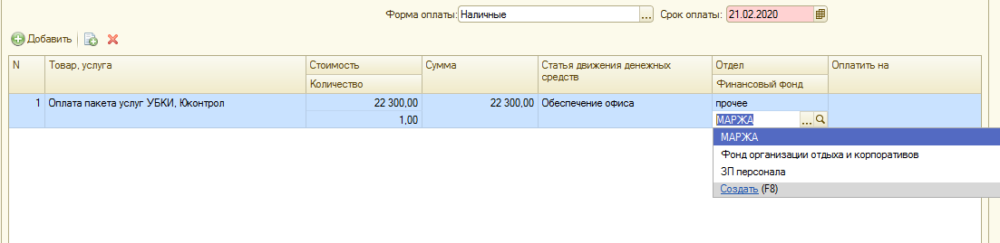 Форма оплаты: Наличные ... Срок оплаты: 21.02.2020
Добавить
N Товар, услуга Стоимость Сумма Статья движения денежных средств Отдел Оплатить на
Количество Финансовый фонд
1 Оплата пакета услуг УБКИ, Юконтрол 22 300,00 22 300,00 Обеспечение офиса прочее
1,00 МАРЖА ...
МАРЖА
Фонд организации отдыха и корпоративов
ЗП персонала
Создать (F8)